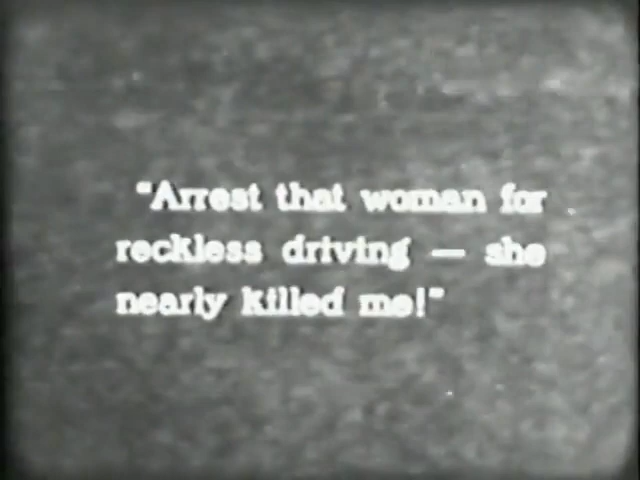 "Arrest that woman for
reckless driving — she
nearly killed me!"